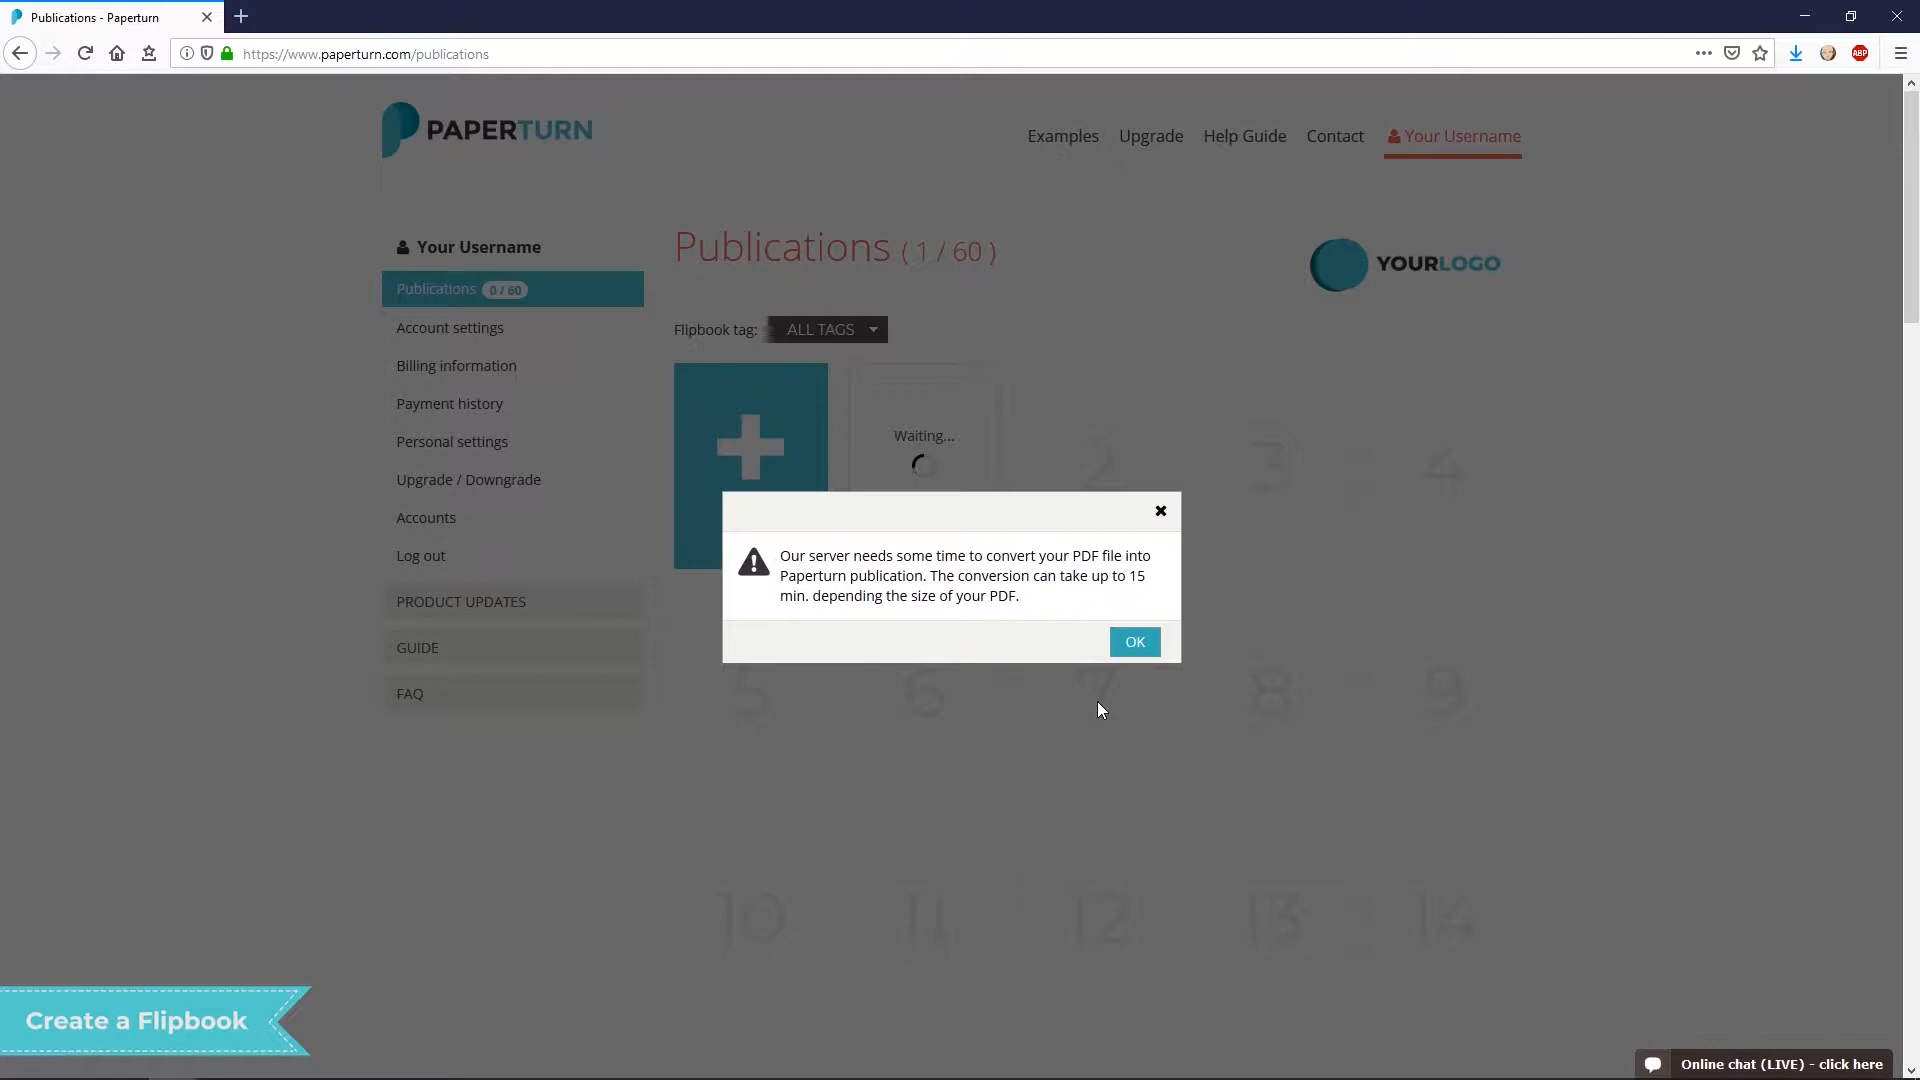 Publications - Paperturn
https://www.paperturn.com/publications
ABP
PAPERTURN
Examples Upgrade Help Guide Contact Your Username
Your Username
Publications 0 / 60
Account settings
Billing information
Payment history
Personal settings
Upgrade / Downgrade
Accounts
Log out
PRODUCT UPDATES
GUIDE
FAQ
Publications ( 1 / 60 )
YOURLOGO
Flipbook tag: ALL TAGS
Waiting...
2 3 4
Our server needs some time to convert your PDF file into
Paperturn publication. The conversion can take up to 15
min. depending the size of your PDF.
OK
5 6 7 8 9
10 11 12 13 14
Create a Flipbook
Online chat (LIVE) - click here